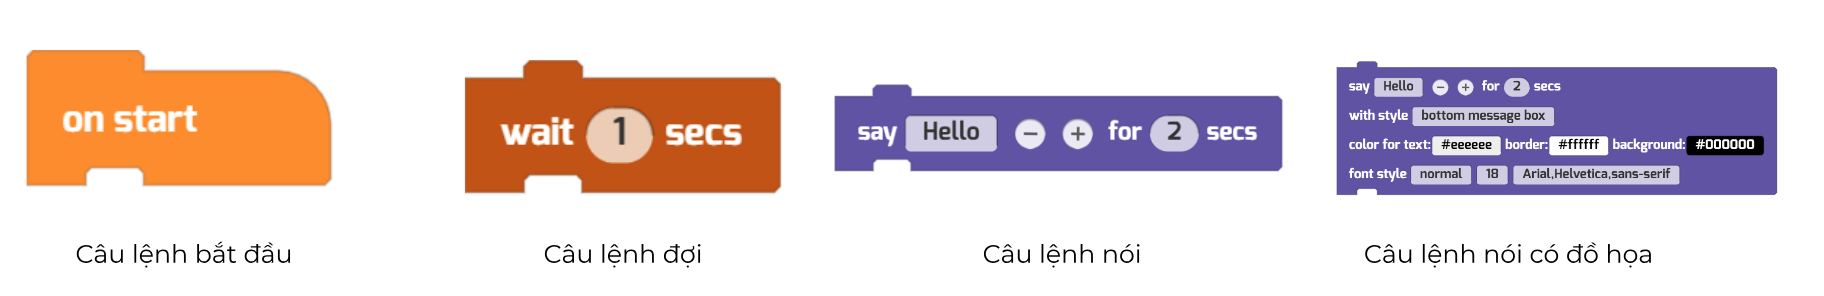 on start
wait 1 secs
say Hello − + for 2 secs
say Hello − + for 2 secs
with style bottom message box
color for text: #eeeeee border: #ffffff background: #000000
font style normal 18 Arial,Helvetica,sans-serif
Câu lệnh bắt đầu
Câu lệnh đợi
Câu lệnh nói
Câu lệnh nói có đồ họa